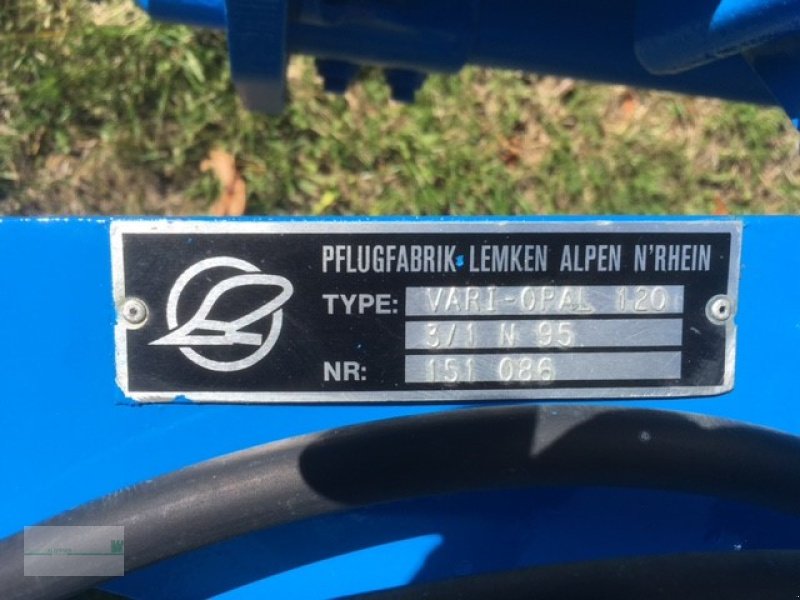 PFLUGFABRIK LEMKEN ALPEN N'RHEIN
TYPE: VARI-OPAL 120
3/1 N 95
NR: 151 086